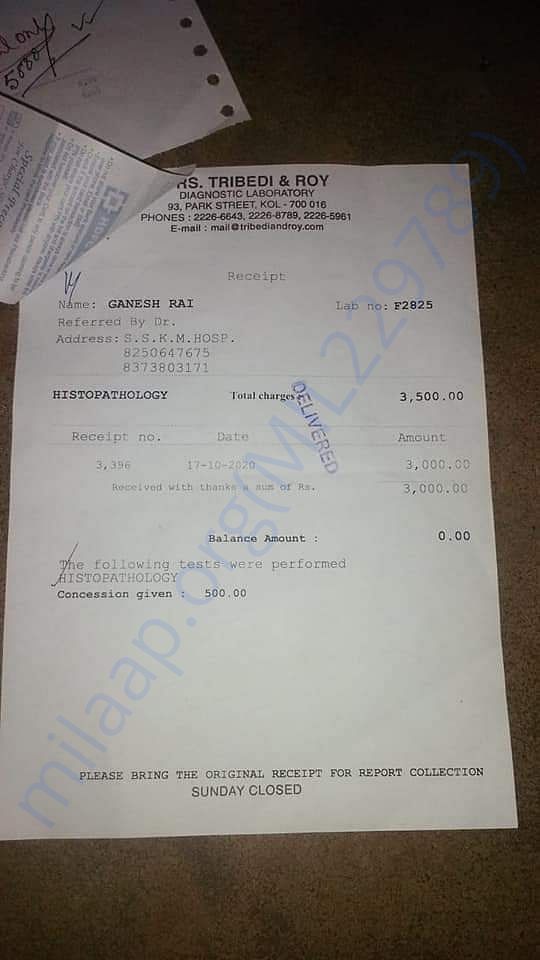 5080/
RS. TRIBEDI & ROY
DIAGNOSTIC LABORATORY
93, PARK STREET, KOL - 700 016
PHONES : 2226-6643, 2226-8789, 2226-5961
E-mail : mail@tribediandroy.com
Receipt
Name: GANESH RAI Lab no: F2825
Referred By Dr.
Address: S.S.K.M.HOSP.
8250647675
8373803171
HISTOPATHOLOGY Total charges : 3,500.00
DELIVERED
Receipt no. Date Amount
3,396 17-10-2020 3,000.00
Received with thanks a sum of Rs. 3,000.00
Balance Amount : 0.00
The following tests were performed
HISTOPATHOLOGY
Concession given : 500.00
PLEASE BRING THE ORIGINAL RECEIPT FOR REPORT COLLECTION
SUNDAY CLOSED
milaap.org(MIL229789)